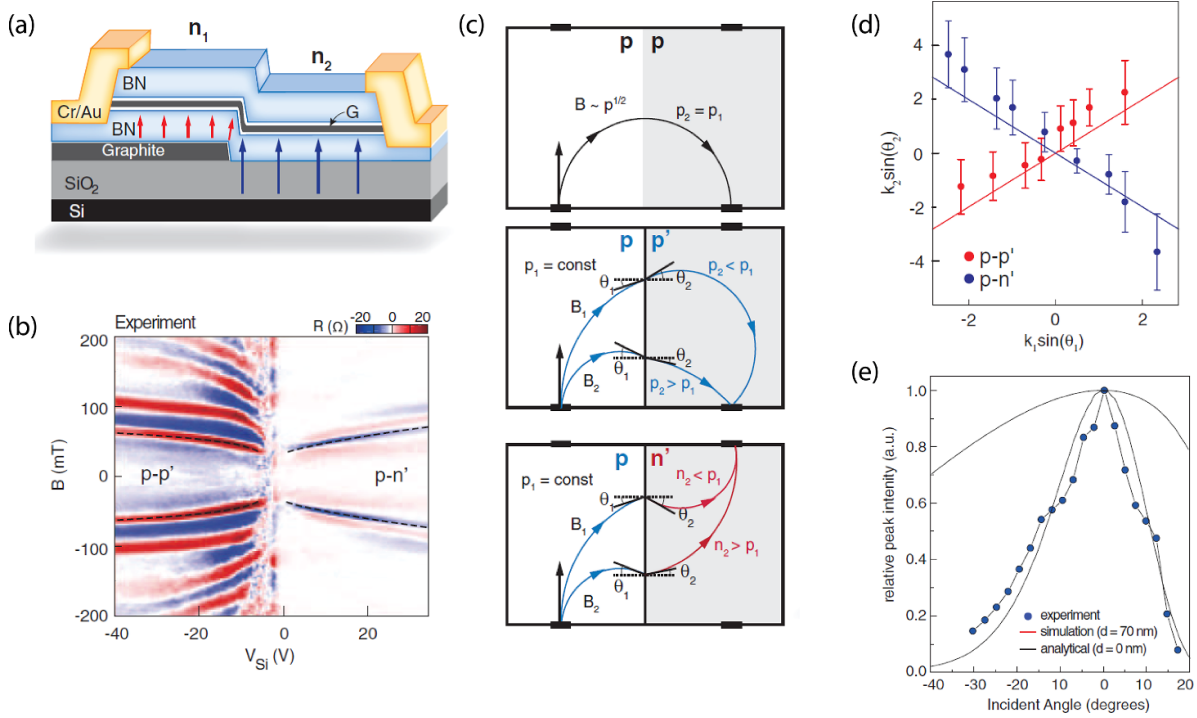 (a)
n1
n2
BN
Cr/Au
G
BN
Graphite
SiO2
Si
(b)
Experiment
R (Ω)
-20 0 20
200
100
0
-100
-200
B (mT)
p-p'
p-n'
-40 -20 0 20
VSi (V)
(c)
p p
B ~ p^1/2
p2 = p1
p p'
p1 = const
p2 < p1
θ1
θ2
B1
θ1
θ2
B2
p2 > p1
p n'
p1 = const
n2 < p1
θ1
θ2
B1
n2 > p1
θ1
θ2
B2
(d)
4
2
0
-2
-4
k2sin(θ2)
p-p'
p-n'
-2 0 2
k1sin(θ1)
(e)
1.0
0.8
0.6
0.4
0.2
0.0
relative peak intensity (a.u.)
experiment
simulation (d = 70 nm)
analytical (d = 0 nm)
-40 -30 -20 -10 0 10 20
Incident Angle (degrees)